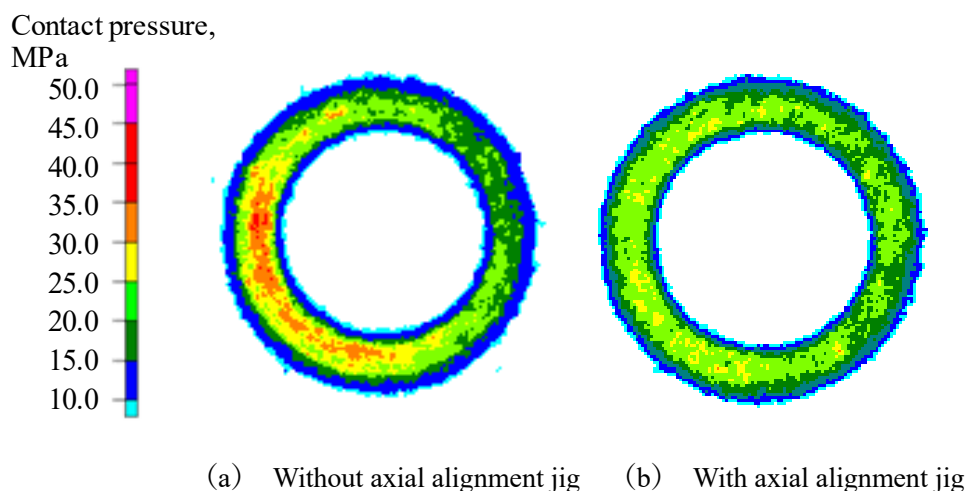 Contact pressure,
MPa
50.0
45.0
40.0
35.0
30.0
25.0
20.0
15.0
10.0
(a) Without axial alignment jig
(b) With axial alignment jig